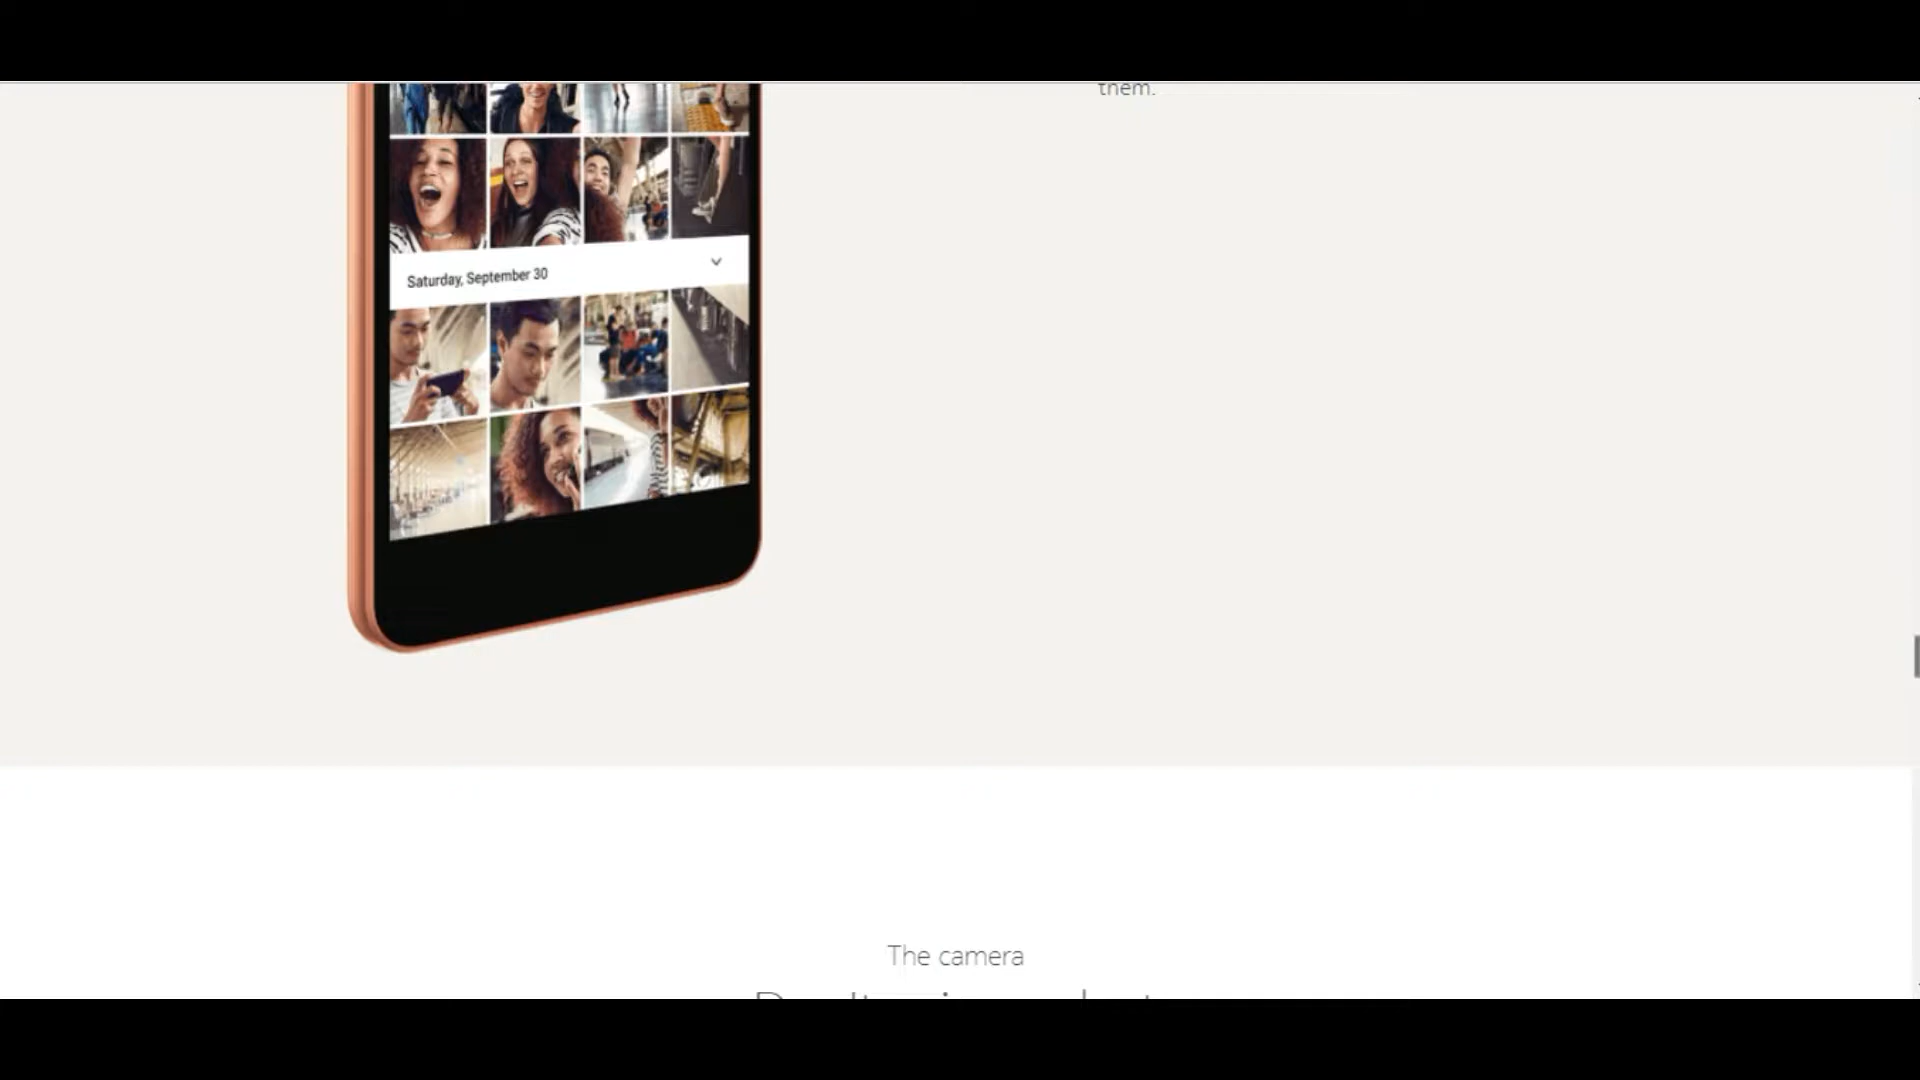 them.
Saturday, September 30
The camera